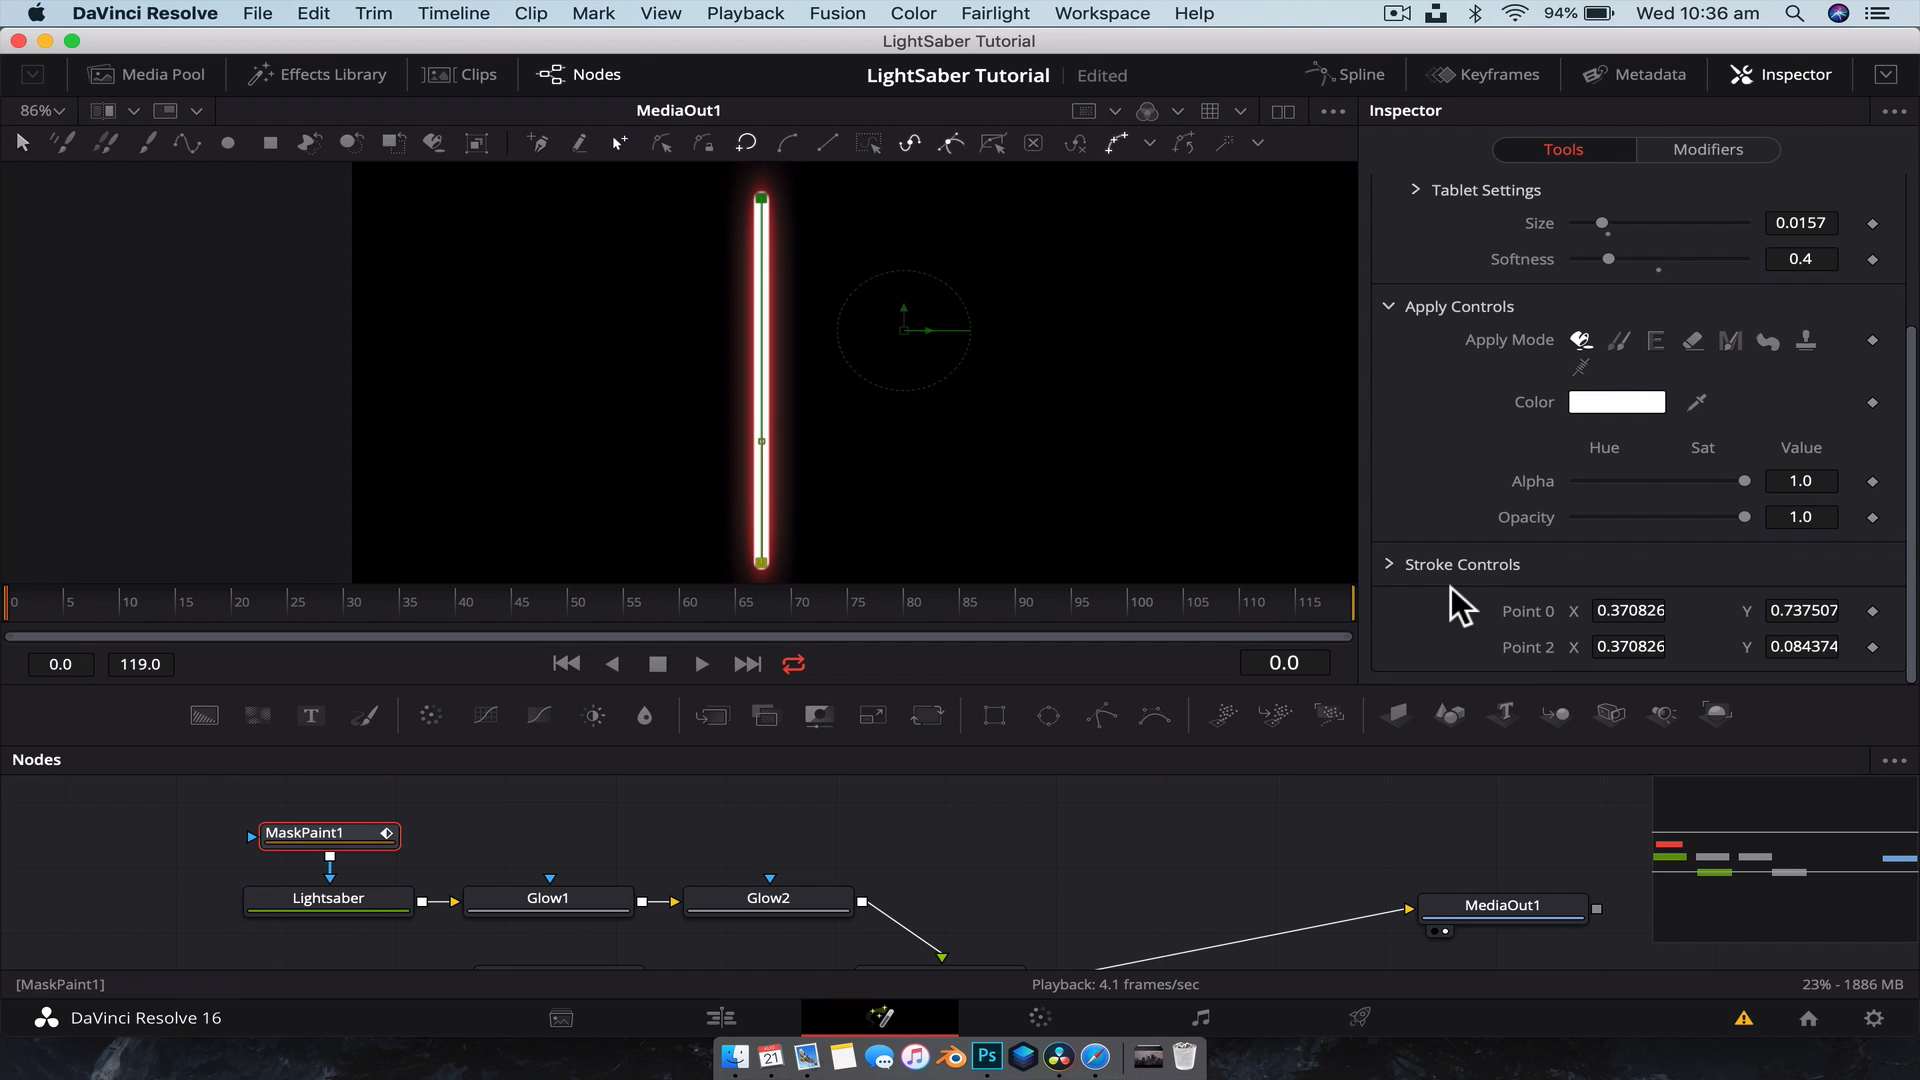 DaVinci Resolve File Edit Trim Timeline Clip Mark View Playback Fusion Color Fairlight Workspace Help 94% Wed 10:36 am
LightSaber Tutorial
Media Pool Effects Library Clips Nodes LightSaber Tutorial Edited Spline Keyframes Metadata Inspector
86% MediaOut1 Inspector
Tools Modifiers
Tablet Settings
Size 0.0157
Softness 0.4
Apply Controls
Apply Mode E M
Color
Hue Sat Value
Alpha 1.0
Opacity 1.0
Stroke Controls
0 5 10 15 20 25 30 35 40 45 50 55 60 65 70 75 80 85 90 95 100 105 110 115
Point 0 X 0.370826 Y 0.737507
Point 2 X 0.370826 Y 0.084374
0.0 119.0 0.0
T T
Nodes
MaskPaint1
Lightsaber Glow1 Glow2 MediaOut1
[MaskPaint1] Playback: 4.1 frames/sec 23% - 1886 MB
DaVinci Resolve 16
AUG
21
Ps